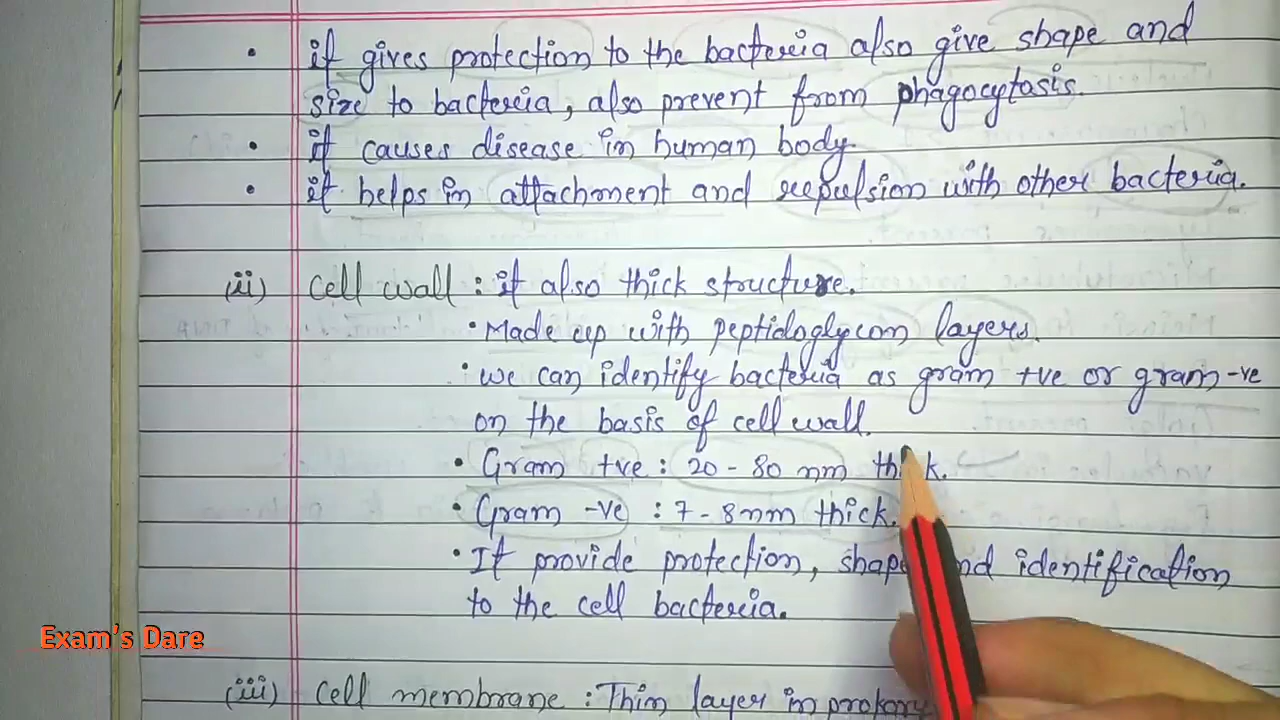 • it gives protection to the bacteria also give shape and
size to bacteria, also prevent from phagocytosis.
• it causes disease in human body.
• it helps in attachment and repulsion with other bacteria.
(ii) cell wall : it also thick structure.
• Made up with peptidoglycan layers.
• we can identify bacteria as gram +ve or gram -ve
on the basis of cell wall.
• Gram +ve : 20 - 80 nm thick.
• Gram -ve : 7 - 8nm thick.
• It provide protection, shape and identification
to the cell bacteria.
Exam's Dare
(iii) cell membrane : Thin layer in